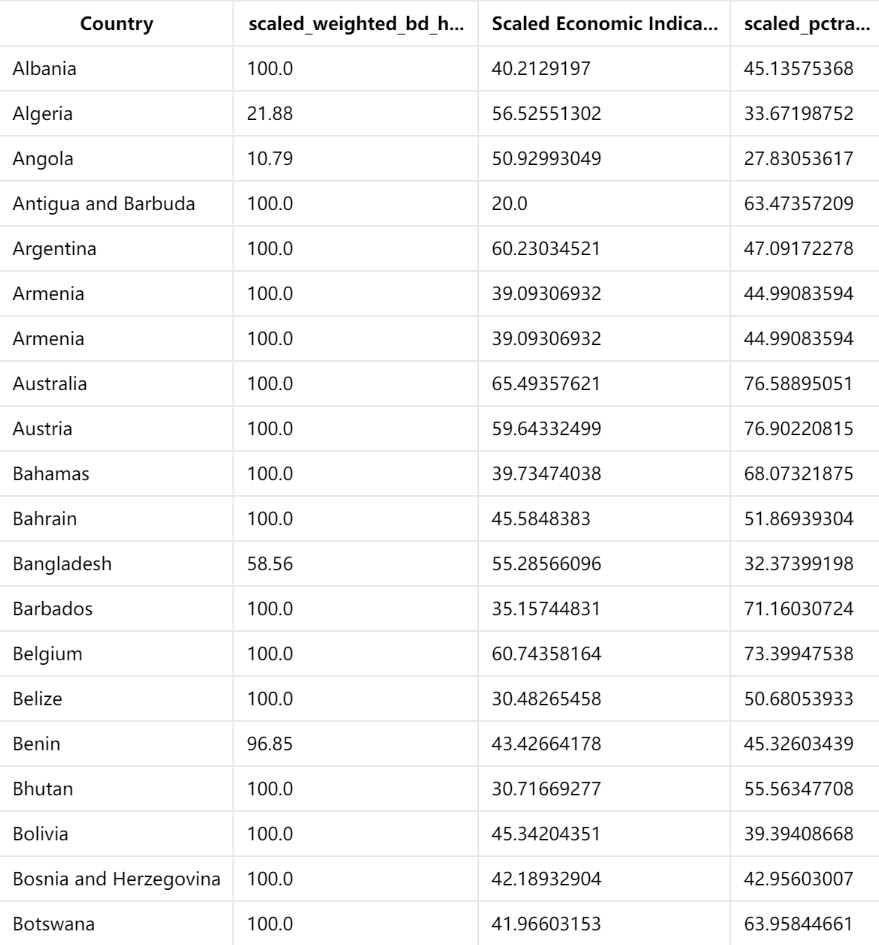 Country scaled_weighted_bd_h... Scaled Economic Indica... scaled_pctra...
Albania 100.0 40.2129197 45.13575368
Algeria 21.88 56.52551302 33.67198752
Angola 10.79 50.92993049 27.83053617
Antigua and Barbuda 100.0 20.0 63.47357209
Argentina 100.0 60.23034521 47.09172278
Armenia 100.0 39.09306932 44.99083594
Armenia 100.0 39.09306932 44.99083594
Australia 100.0 65.49357621 76.58895051
Austria 100.0 59.64332499 76.90220815
Bahamas 100.0 39.73474038 68.07321875
Bahrain 100.0 45.5848383 51.86939304
Bangladesh 58.56 55.28566096 32.37399198
Barbados 100.0 35.15744831 71.16030724
Belgium 100.0 60.74358164 73.39947538
Belize 100.0 30.48265458 50.68053933
Benin 96.85 43.42664178 45.32603439
Bhutan 100.0 30.71669277 55.56347708
Bolivia 100.0 45.34204351 39.39408668
Bosnia and Herzegovina 100.0 42.18932904 42.95603007
Botswana 100.0 41.96603153 63.95844661